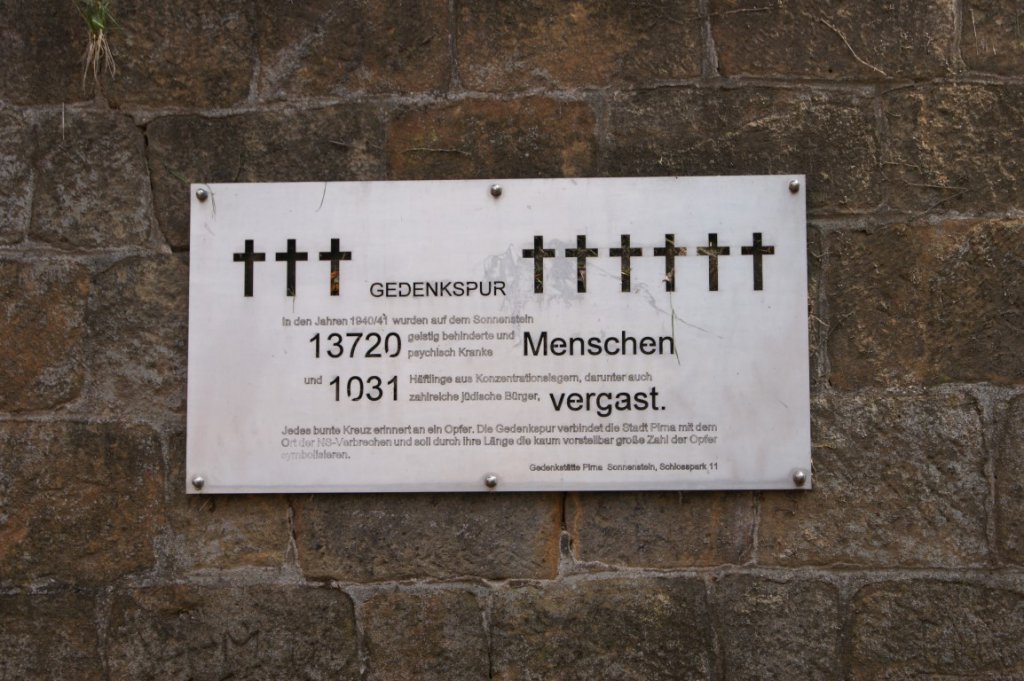 GEDENKSPUR
In den Jahren 1940/41 wurden auf dem Sonnenstein
13720 geistig behinderte und psychisch Kranke Menschen
und 1031 Häftlinge aus Konzentrationslagern, darunter auch zahlreiche jüdische Bürger, vergast.
Jedes bunte Kreuz erinnert an ein Opfer. Die Gedenkspur verbindet die Stadt Pirna mit dem
Ort der NS-Verbrechen und soll durch ihre Länge die kaum vorstellbar große Zahl der Opfer
symbolisieren.
Gedenkstätte Pirna Sonnenstein, Schlosspark 11